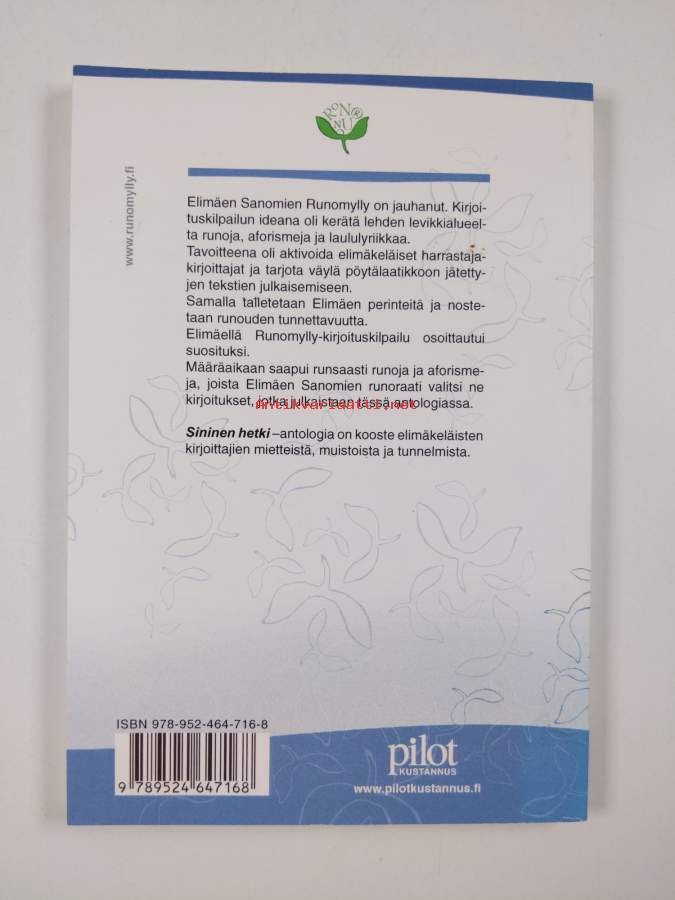 RONNU
www.runomylly.fi
Elimäen Sanomien Runomylly on jauhanut. Kirjoi-
tuskilpailun ideana oli kerätä lehden levikkialueel-
ta runoja, aforismeja ja laululyriikkaa.
Tavoitteena oli aktivoida elimäkeläiset harrastaja-
kirjoittajat ja tarjota väylä pöytälaatikkoon jätetty-
jen tekstien julkaisemiseen.
Samalla talletetaan Elimäen perinteitä ja noste-
taan runouden tunnettavuutta.
Elimäellä Runomylly-kirjoituskilpailu osoittautui
suosituksi.
Määräaikaan saapui runsaasti runoja ja aforisme-
ja, joista Elimäen Sanomien runoraati valitsi ne
kirjoitukset, jotka julkaistaan tässä antologiassa.
antikvariaatti.net
Sininen hetki –antologia on kooste elimäkeläisten
kirjoittajien mietteistä, muistoista ja tunnelmista.
ISBN 978-952-464-716-8
9 789524 647168
pilot
KUSTANNUS
www.pilotkustannus.fi